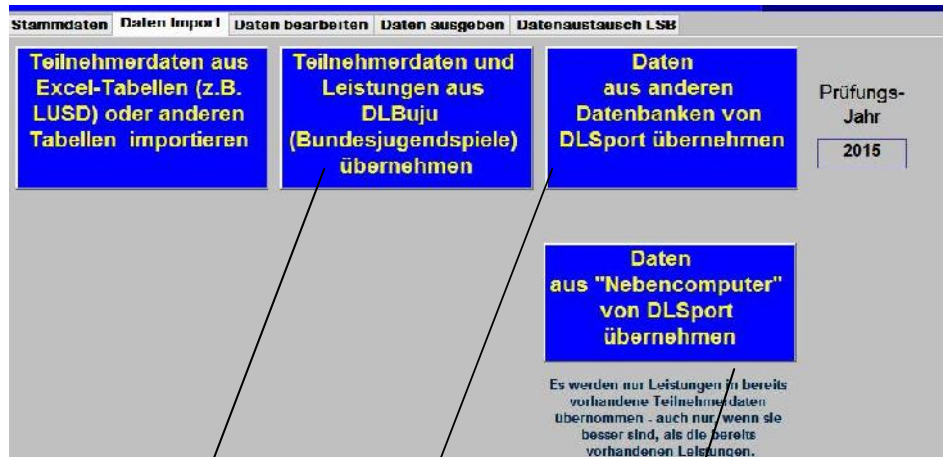 Stammdaten Daten Import Daten bearbeiten Daten ausgeben Datenaustausch LSB
Teilnehmerdaten aus
Excel-Tabellen (z.B.
LUSD) oder anderen
Tabellen importieren
Teilnehmerdaten und
Leistungen aus
DLBuju
(Bundesjugendspiele)
übernehmen
Daten
aus anderen
Datenbanken von
DLSport übernehmen
Prüfungs-
Jahr
2015
Daten
aus "Nebencomputer"
von DLSport
übernehmen
Es werden nur Leistungen in bereits
vorhandene Teilnehmerdaten
übernommen - auch nur, wenn sie
besser sind, als die bereits
vorhandenen Leistungen.